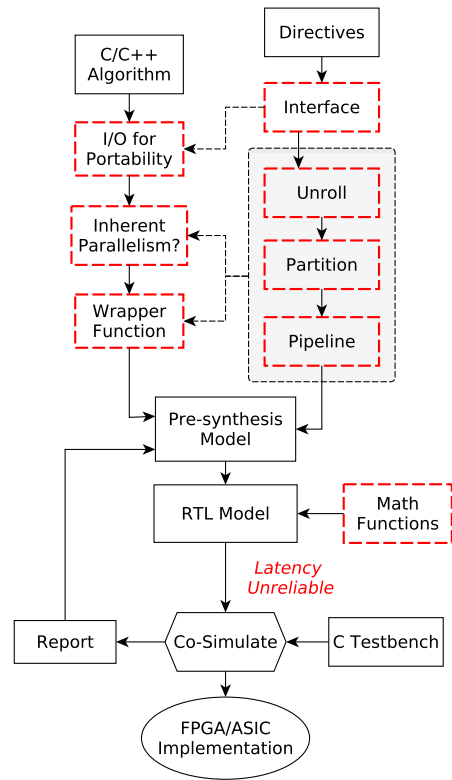 Directives
C/C++
Algorithm
Interface
I/O for
Portability
Unroll
Inherent
Parallelism?
Partition
Wrapper
Function
Pipeline
Pre-synthesis
Model
RTL Model
Math
Functions
Latency
Unreliable
Report
Co-Simulate
C Testbench
FPGA/ASIC
Implementation